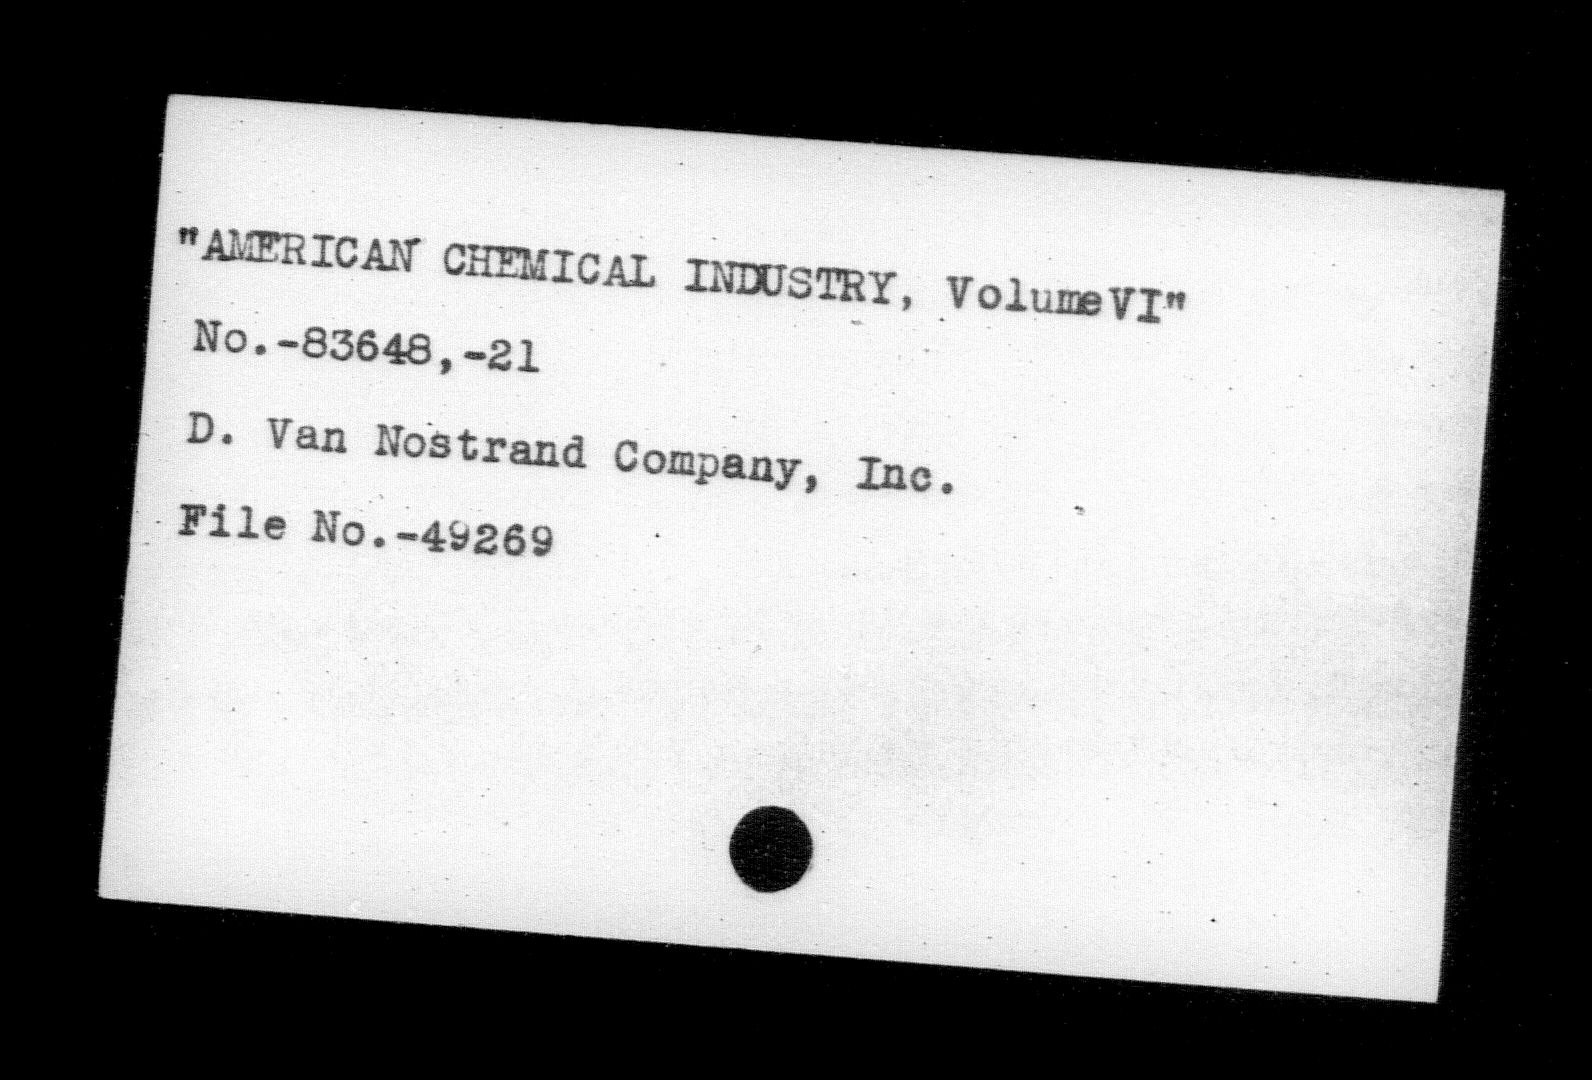 "AMERICAN CHEMICAL INDUSTRY, VolumeVI"
No.-83648,-21
D. Van Nostrand Company, Inc.
File No.-49269